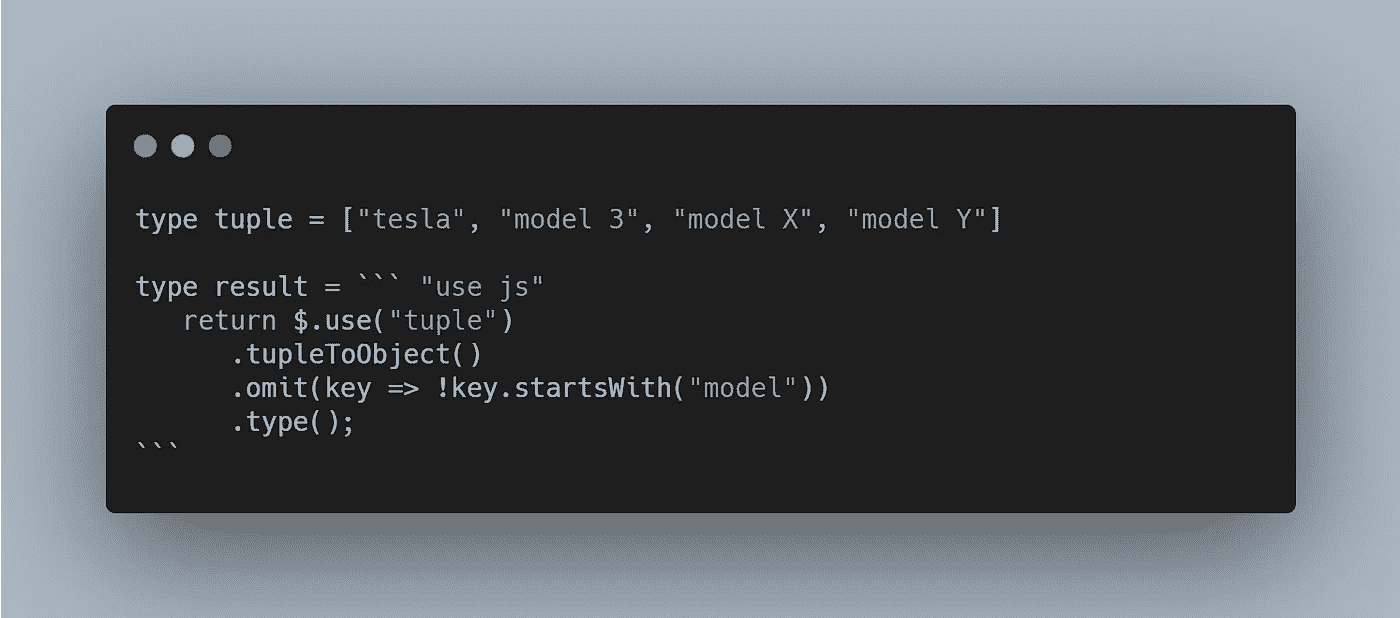 type tuple = ["tesla", "model 3", "model X", "model Y"]
type result = ``` "use js"
return $.use("tuple")
.tupleToObject()
.omit(key => !key.startsWith("model"))
.type();
```